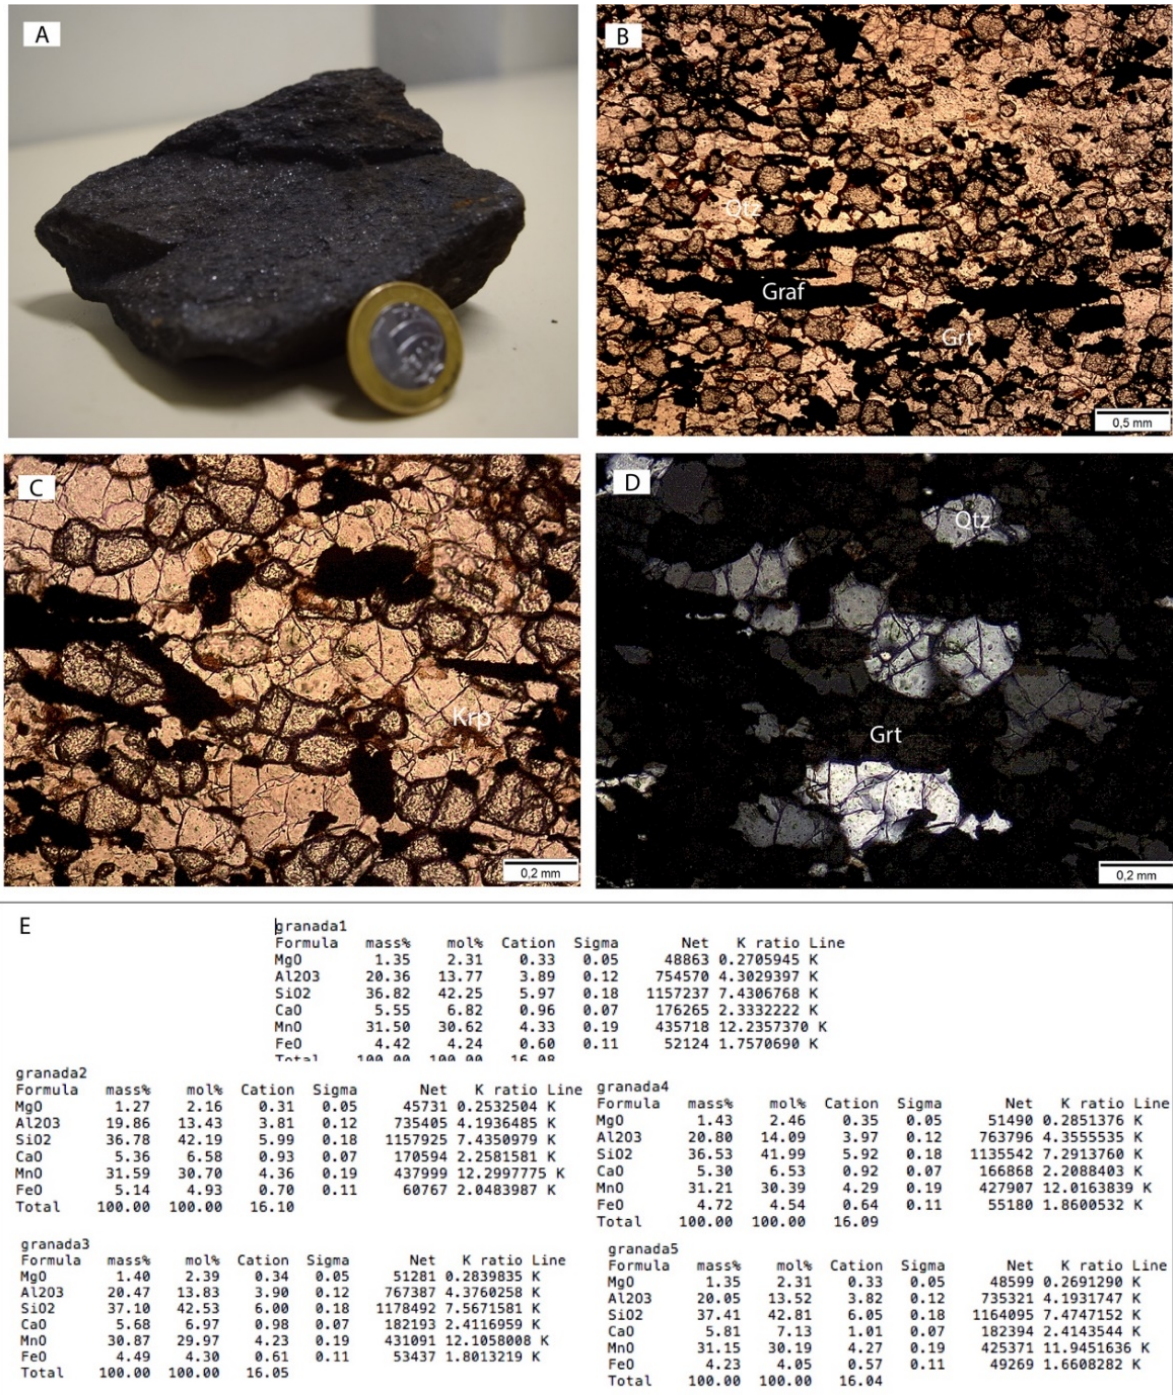 A
B
Qtz
Graf
Grt
0,5 mm
C
Krp
0,2 mm
D
Qtz
Grt
0,2 mm
E
granada1
Formula mass% mol% Cation Sigma Net K ratio Line
MgO 1.35 2.31 0.33 0.05 48863 0.2705945 K
Al2O3 20.36 13.77 3.89 0.12 754570 4.3029397 K
SiO2 36.82 42.25 5.97 0.18 1157237 7.4306768 K
CaO 5.55 6.82 0.96 0.07 176265 2.3332222 K
MnO 31.50 30.62 4.33 0.19 435718 12.2357370 K
FeO 4.42 4.24 0.60 0.11 52124 1.7570690 K
Total 100.00 100.00 16.08
granada2
Formula mass% mol% Cation Sigma Net K ratio Line
MgO 1.27 2.16 0.31 0.05 45731 0.2532504 K
Al2O3 19.86 13.43 3.81 0.12 735405 4.1936485 K
SiO2 36.78 42.19 5.99 0.18 1157925 7.4350979 K
CaO 5.36 6.58 0.93 0.07 170594 2.2581581 K
MnO 31.59 30.70 4.36 0.19 437999 12.2997775 K
FeO 5.14 4.93 0.70 0.11 60767 2.0483987 K
Total 100.00 100.00 16.10
granada4
Formula mass% mol% Cation Sigma Net K ratio Line
MgO 1.43 2.46 0.35 0.05 51490 0.2851376 K
Al2O3 20.80 14.09 3.97 0.12 763796 4.3555535 K
SiO2 36.53 41.99 5.92 0.18 1135542 7.2913760 K
CaO 5.30 6.53 0.92 0.07 166868 2.2088403 K
MnO 31.21 30.39 4.29 0.19 427907 12.0163839 K
FeO 4.72 4.54 0.64 0.11 55180 1.8600532 K
Total 100.00 100.00 16.09
granada3
Formula mass% mol% Cation Sigma Net K ratio Line
MgO 1.40 2.39 0.34 0.05 51281 0.2839835 K
Al2O3 20.47 13.83 3.90 0.12 767387 4.3760258 K
SiO2 37.10 42.53 6.00 0.18 1178492 7.5671581 K
CaO 5.68 6.97 0.98 0.07 182193 2.4116959 K
MnO 30.87 29.97 4.23 0.19 431091 12.1058008 K
FeO 4.49 4.30 0.61 0.11 53437 1.8013219 K
Total 100.00 100.00 16.05
granada5
Formula mass% mol% Cation Sigma Net K ratio Line
MgO 1.35 2.31 0.33 0.05 48599 0.2691290 K
Al2O3 20.05 13.52 3.82 0.12 735321 4.1931747 K
SiO2 37.41 42.81 6.05 0.18 1164095 7.4747152 K
CaO 5.81 7.13 1.01 0.07 182394 2.4143544 K
MnO 31.15 30.19 4.27 0.19 425371 11.9451636 K
FeO 4.23 4.05 0.57 0.11 49269 1.6608282 K
Total 100.00 100.00 16.04